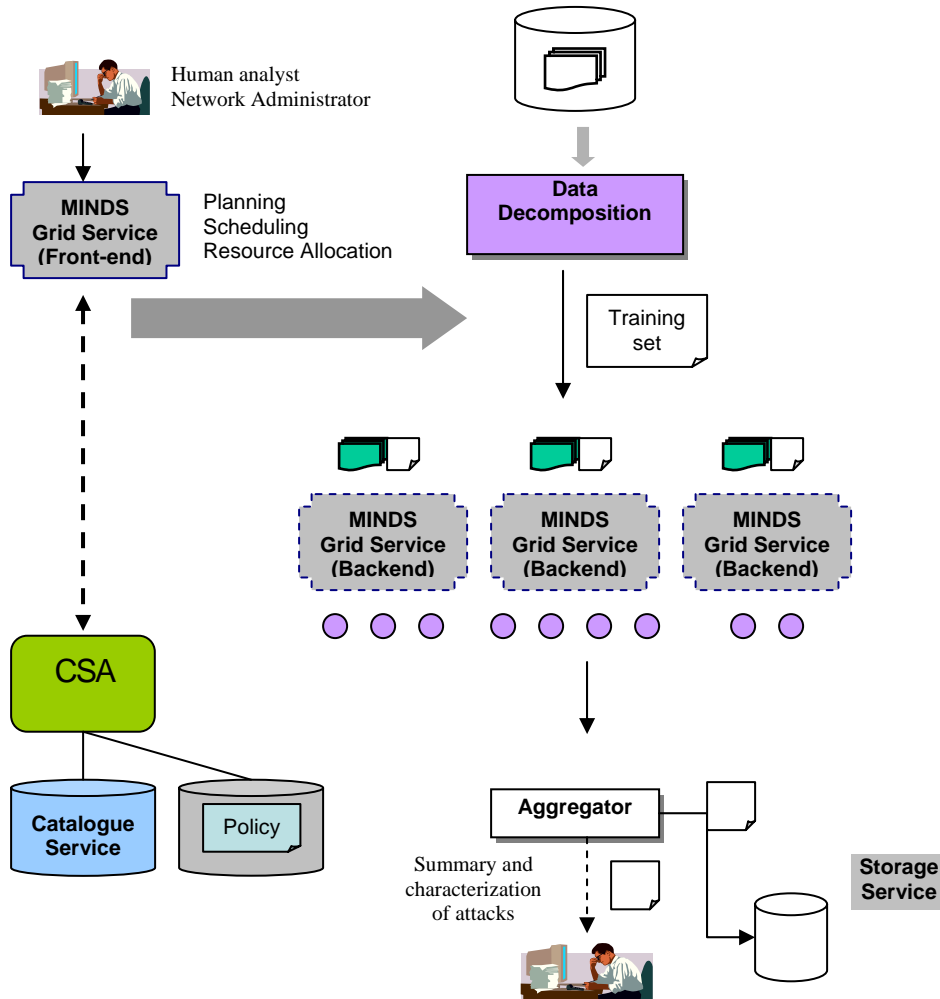 Human analyst
Network Administrator
MINDS
Grid Service
(Front-end)
Planning
Scheduling
Resource Allocation
Data
Decomposition
Training
set
MINDS
Grid Service
(Backend)
MINDS
Grid Service
(Backend)
MINDS
Grid Service
(Backend)
CSA
Catalogue
Service
Policy
Aggregator
Summary and
characterization
of attacks
Storage
Service